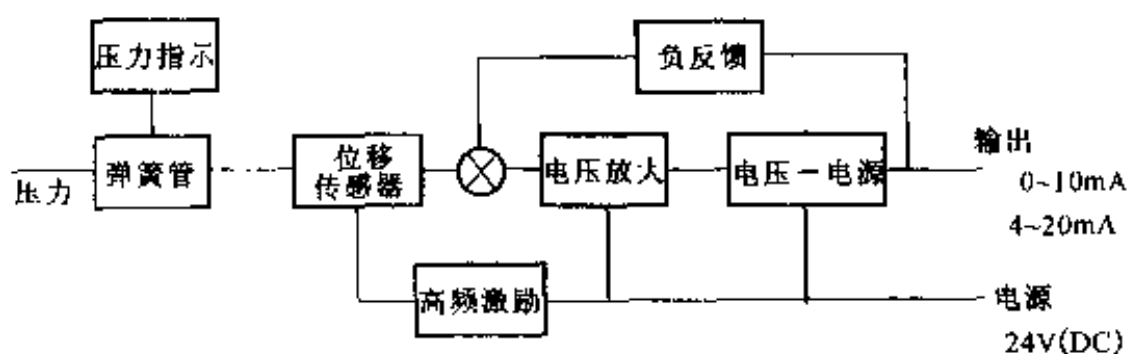 压力指示
负反馈
压力
弹簧管
位移
传感器
电压放大
电压－电源
输出
0~10mA
4~20mA
高频激励
电源
24V(DC)